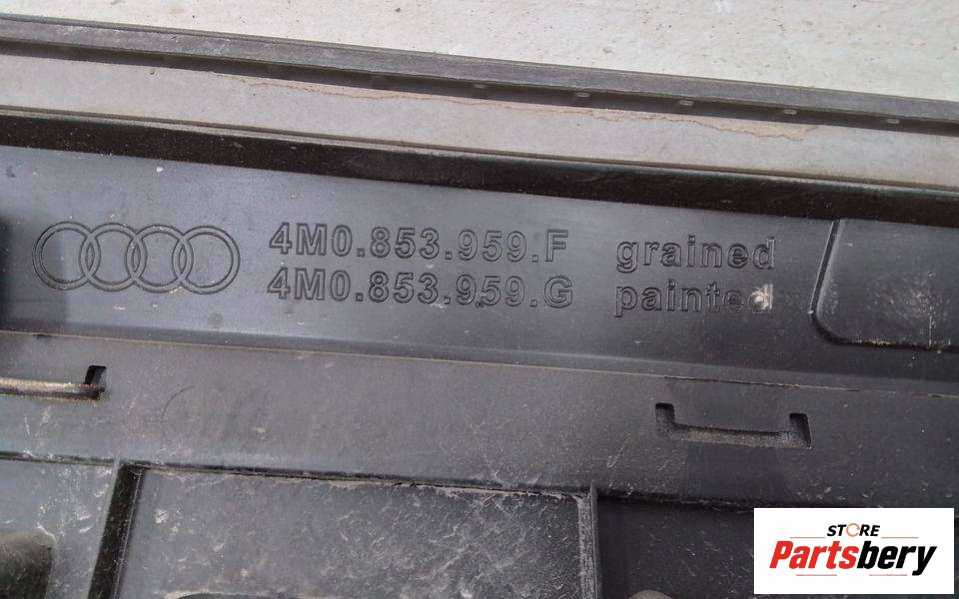 4M0.853.959.F grained
4M0.853.959.G painted
STORE
Partsbery